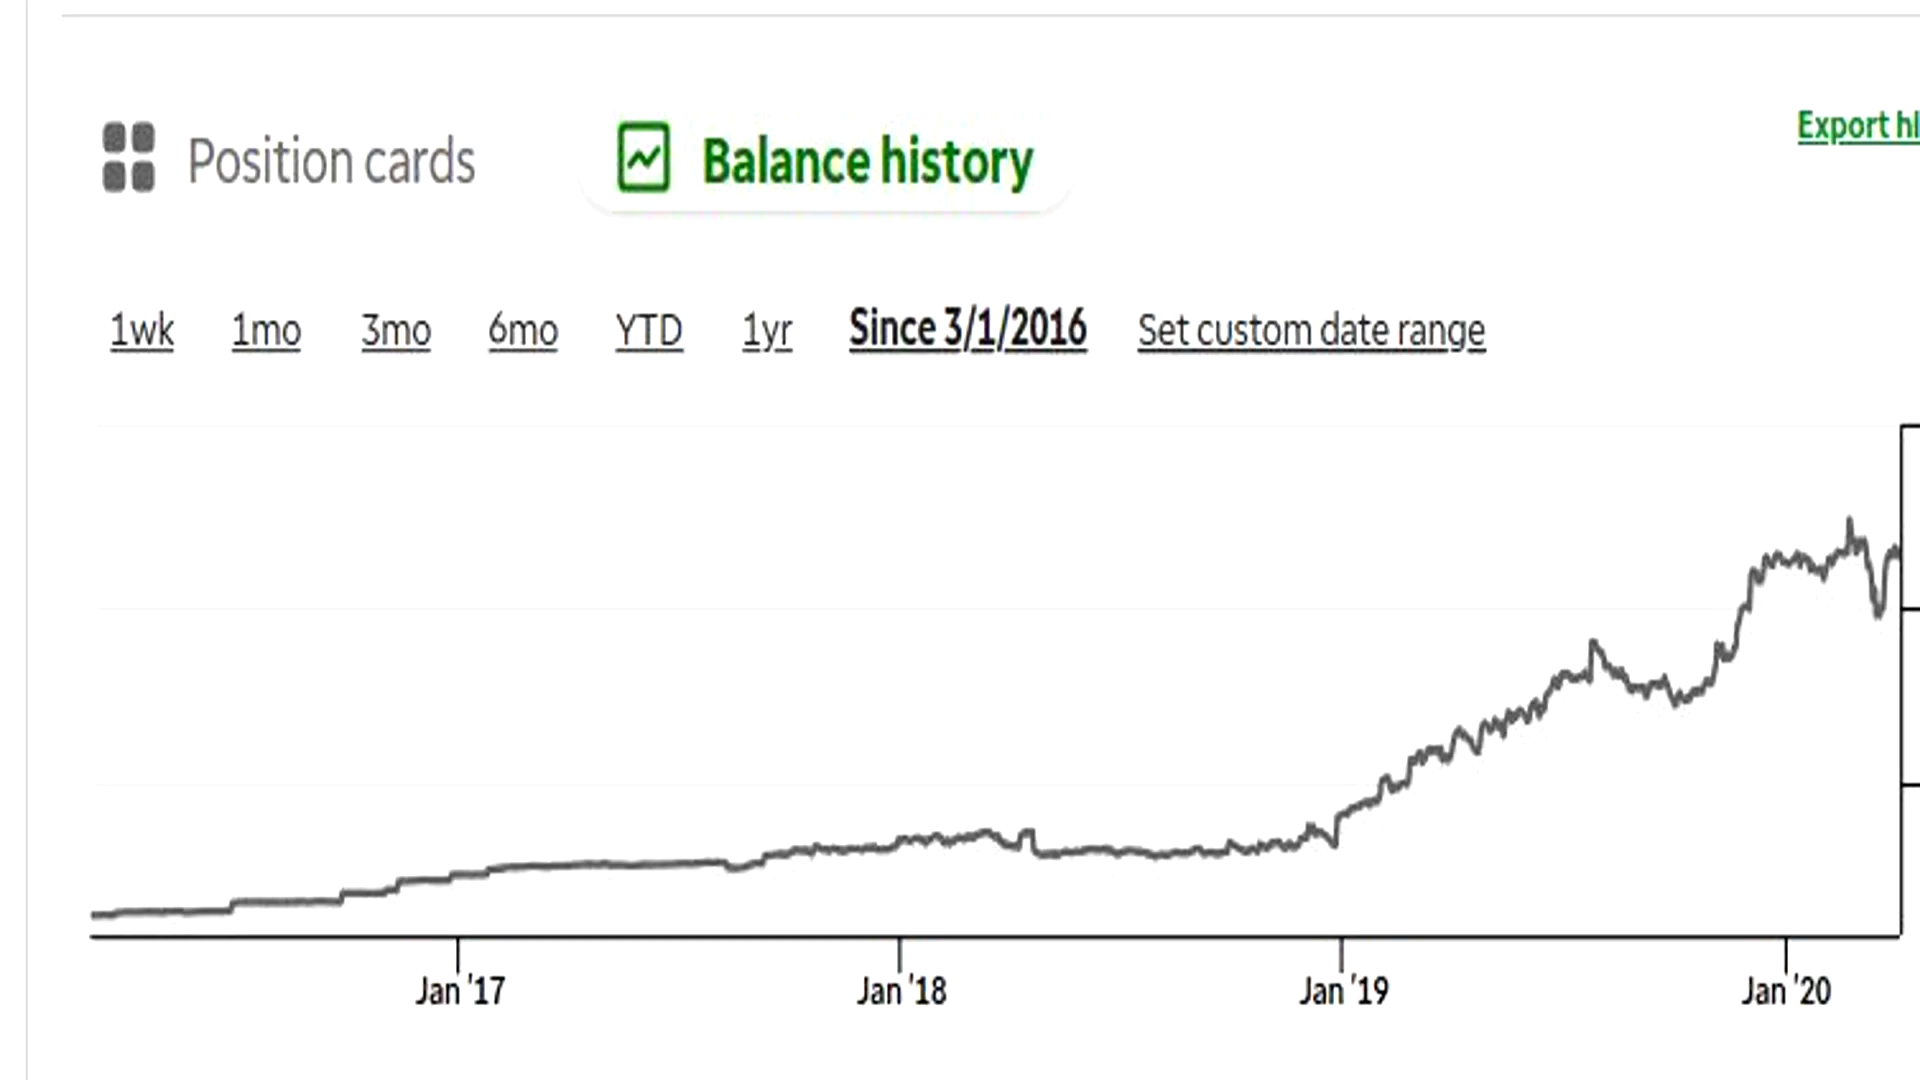 Position cards
Balance history
Export
1wk 1mo 3mo 6mo YTD 1yr Since 3/1/2016 Set custom date range
Jan '17 Jan '18 Jan '19 Jan '20